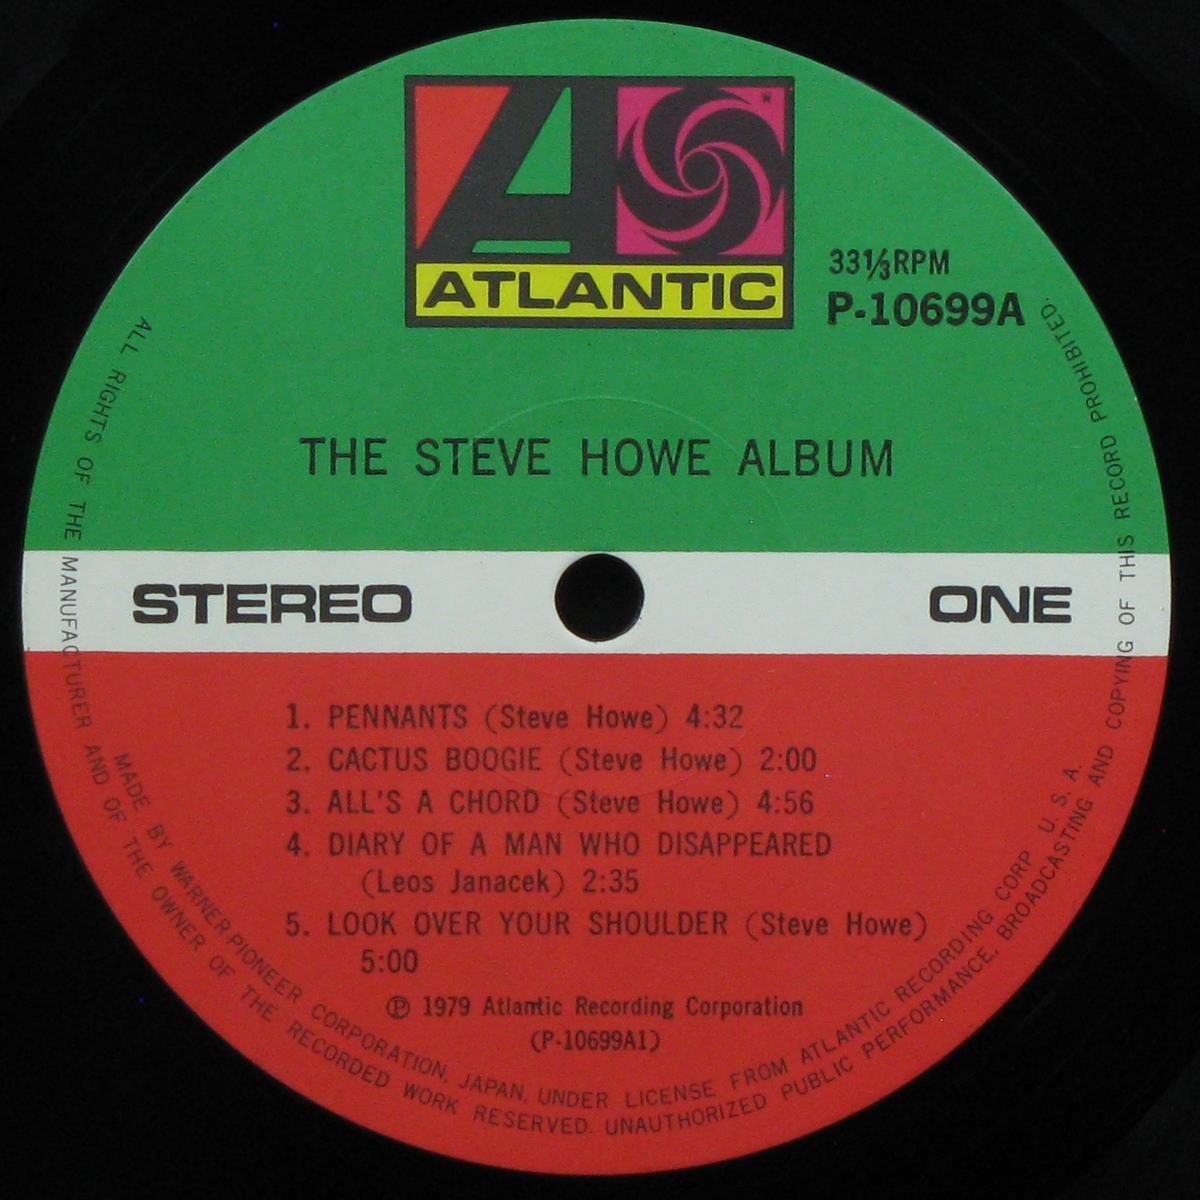 ATLANTIC
33⅓RPM
P-10699A
THE STEVE HOWE ALBUM
STEREO
ONE
1. PENNANTS (Steve Howe) 4:32
2. CACTUS BOOGIE (Steve Howe) 2:00
3. ALL'S A CHORD (Steve Howe) 4:56
4. DIARY OF A MAN WHO DISAPPEARED
(Leos Janacek) 2:35
5. LOOK OVER YOUR SHOULDER (Steve Howe)
5:00
℗ 1979 Atlantic Recording Corporation
(P-10699A1)
MADE BY WARNER-PIONEER CORPORATION, JAPAN, UNDER LICENSE FROM ATLANTIC RECORDING CORP. U. S. A.
ALL RIGHTS OF THE MANUFACTURER AND OF THE OWNER OF THE RECORDED WORK RESERVED. UNAUTHORIZED PUBLIC PERFORMANCE, BROADCASTING AND COPYING OF THIS RECORD PROHIBITED.